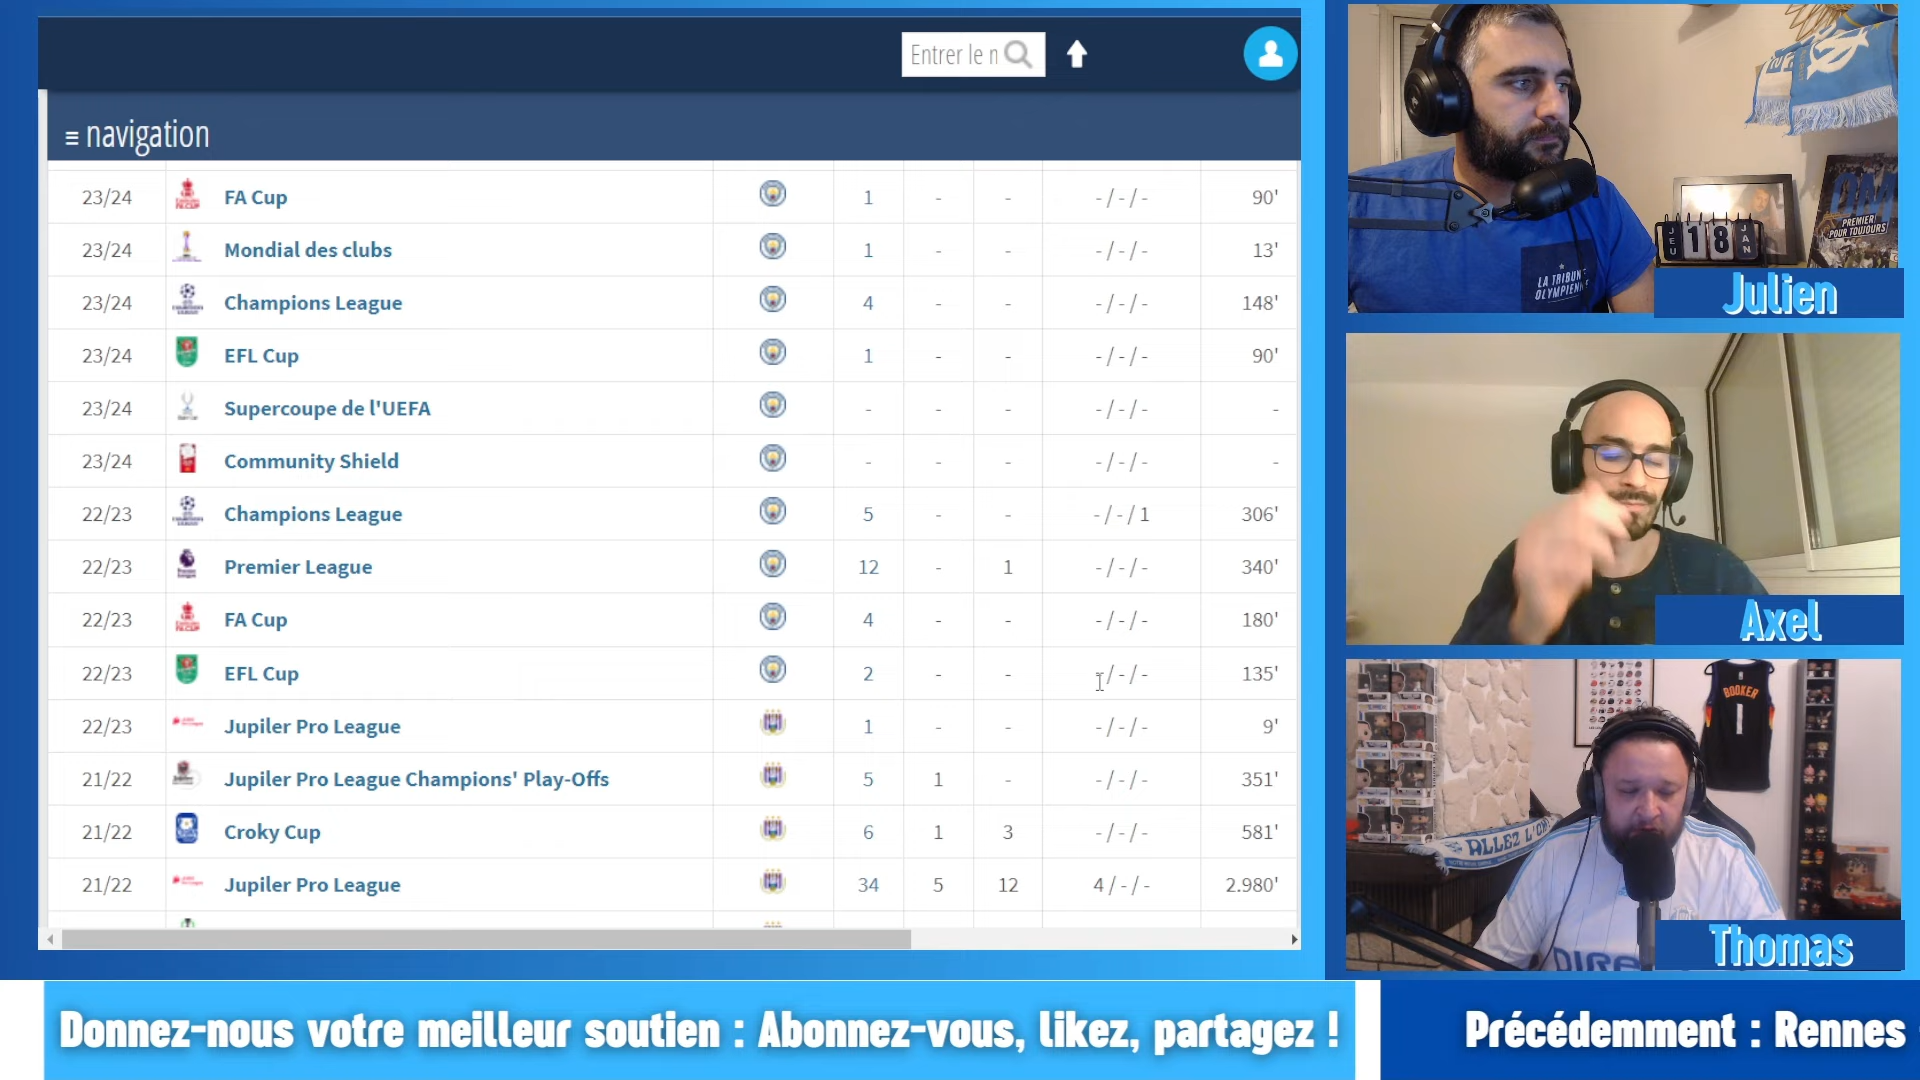 Entrer le n
≡ navigation
23/24 FA Cup 1 - - -/-/- 90'
23/24 Mondial des clubs 1 - - -/-/- 13'
23/24 Champions League 4 - - -/-/- 148'
23/24 EFL Cup 1 - - -/-/- 90'
23/24 Supercoupe de l'UEFA - - - -/-/- -
23/24 Community Shield - - - -/-/- -
22/23 Champions League 5 - - -/-/1 306'
22/23 Premier League 12 - 1 -/-/- 340'
22/23 FA Cup 4 - - -/-/- 180'
22/23 EFL Cup 2 - - -/-/- 135'
22/23 Jupiler Pro League 1 - - -/-/- 9'
21/22 Jupiler Pro League Champions' Play-Offs 5 1 - -/-/- 351'
21/22 Croky Cup 6 1 3 -/-/- 581'
21/22 Jupiler Pro League 34 5 12 4/-/- 2.980'
PREMIER
POUR TOUJOURS
JEU 18 JAN
LA TRIBUNE
OLYMPIENNE
Julien
Axel
BOOKER
1
ALLEZ L'OM
Thomas
Donnez-nous votre meilleur soutien : Abonnez-vous, likez, partagez !
Précédemment : Rennes